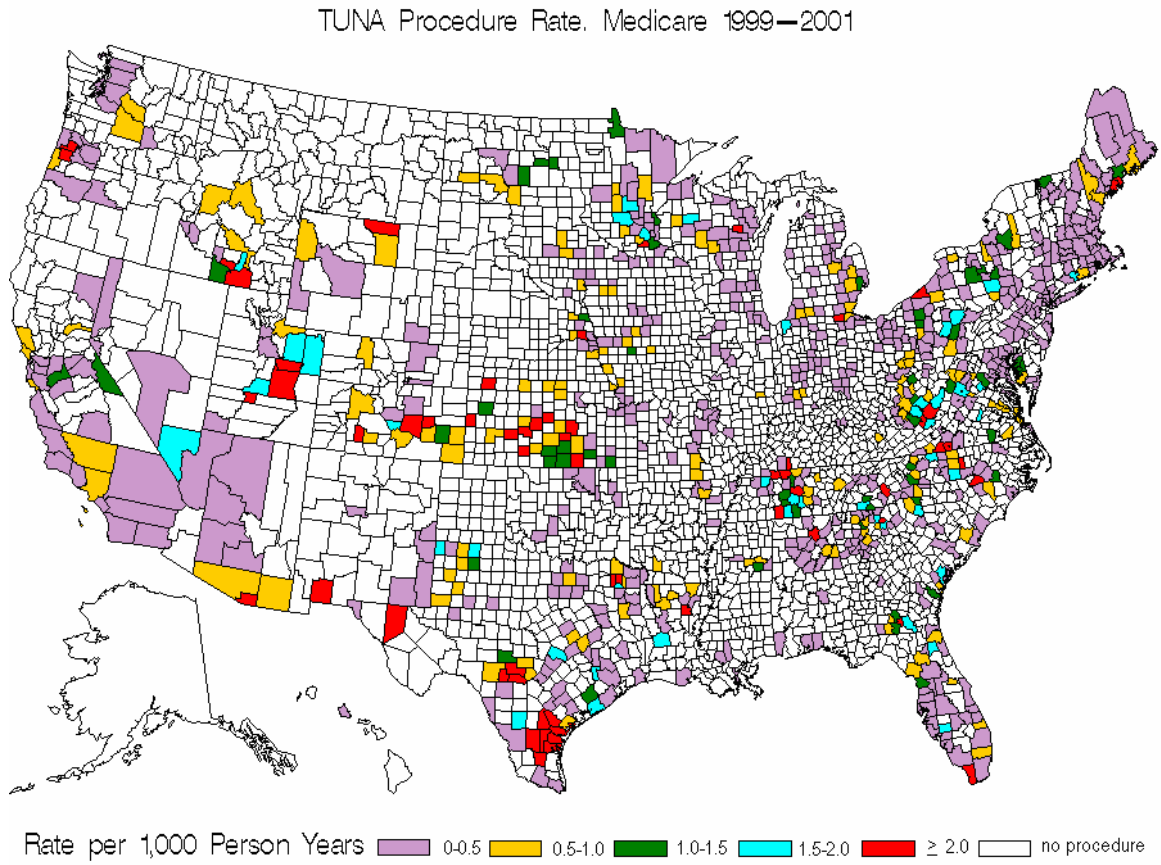 TUNA Procedure Rate. Medicare 1999—2001
Rate per 1,000 Person Years 0-0.5 0.5-1.0 1.0-1.5 1.5-2.0 ≥ 2.0 no procedure